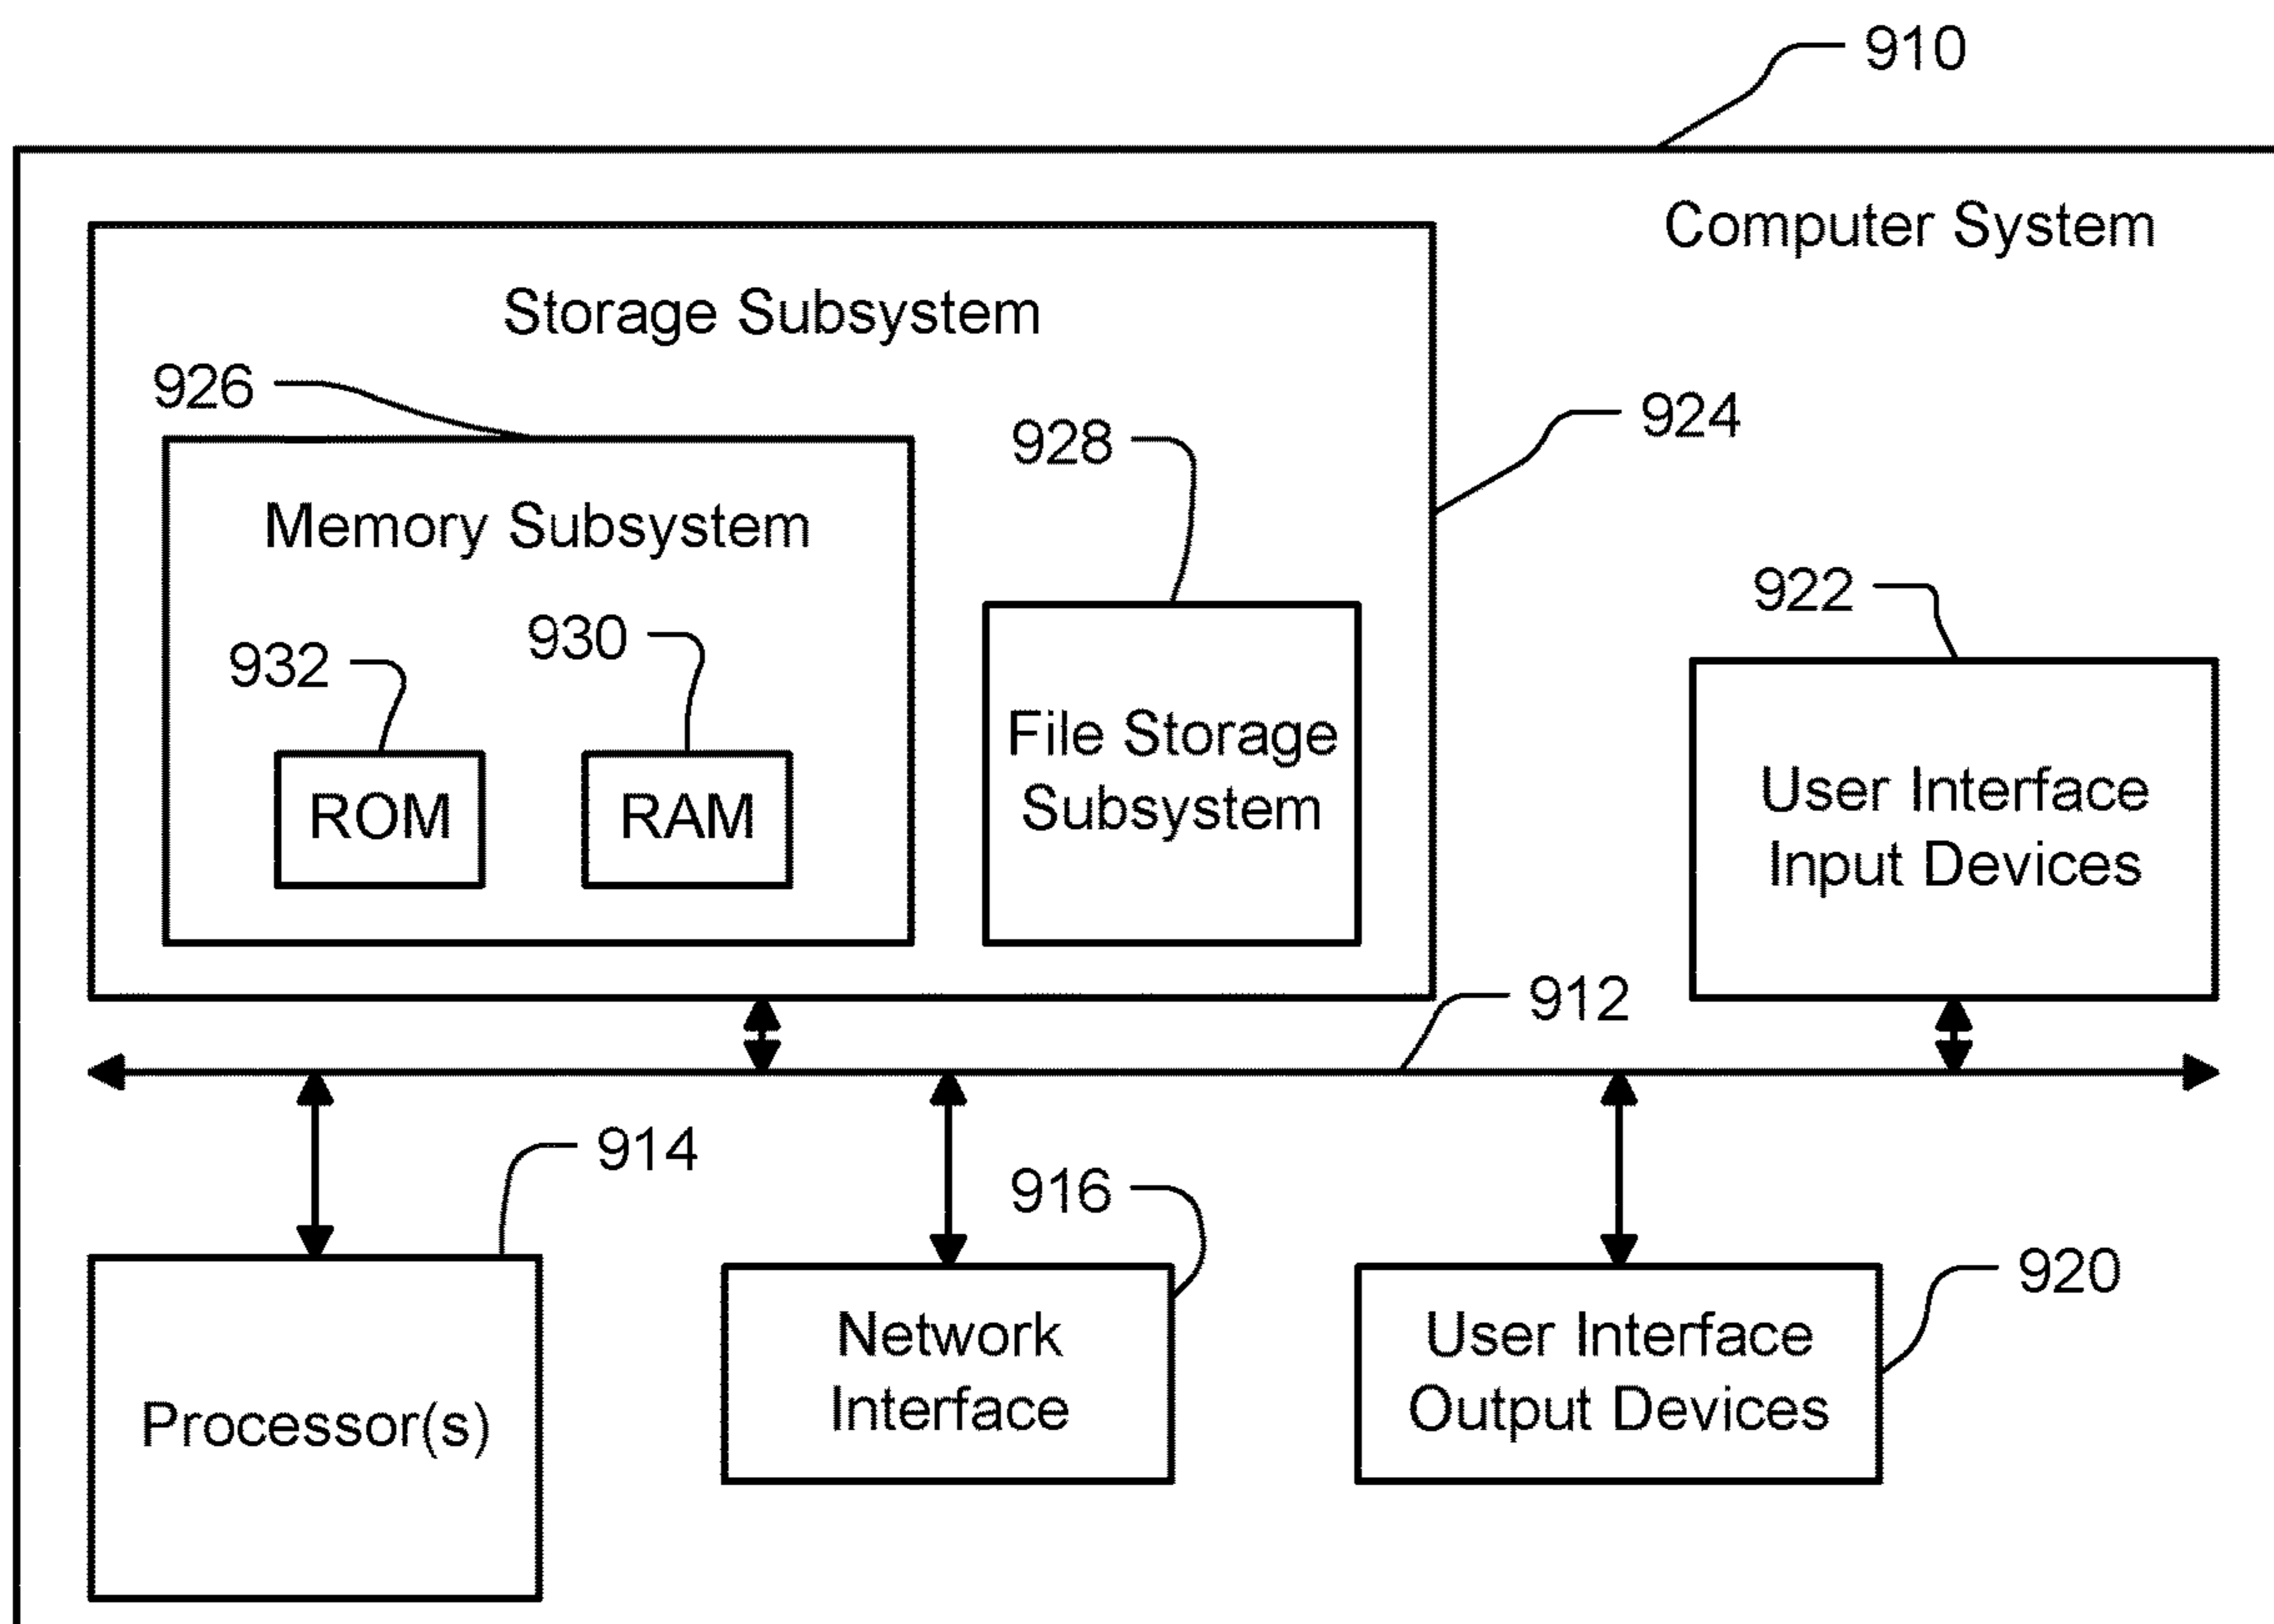 910
Computer System
Storage Subsystem
926
924
928
Memory Subsystem
922
930
932
File Storage
Subsystem
ROM
RAM
User Interface
Input Devices
912
914
916
920
Network
Interface
User Interface
Output Devices
Processor(s)